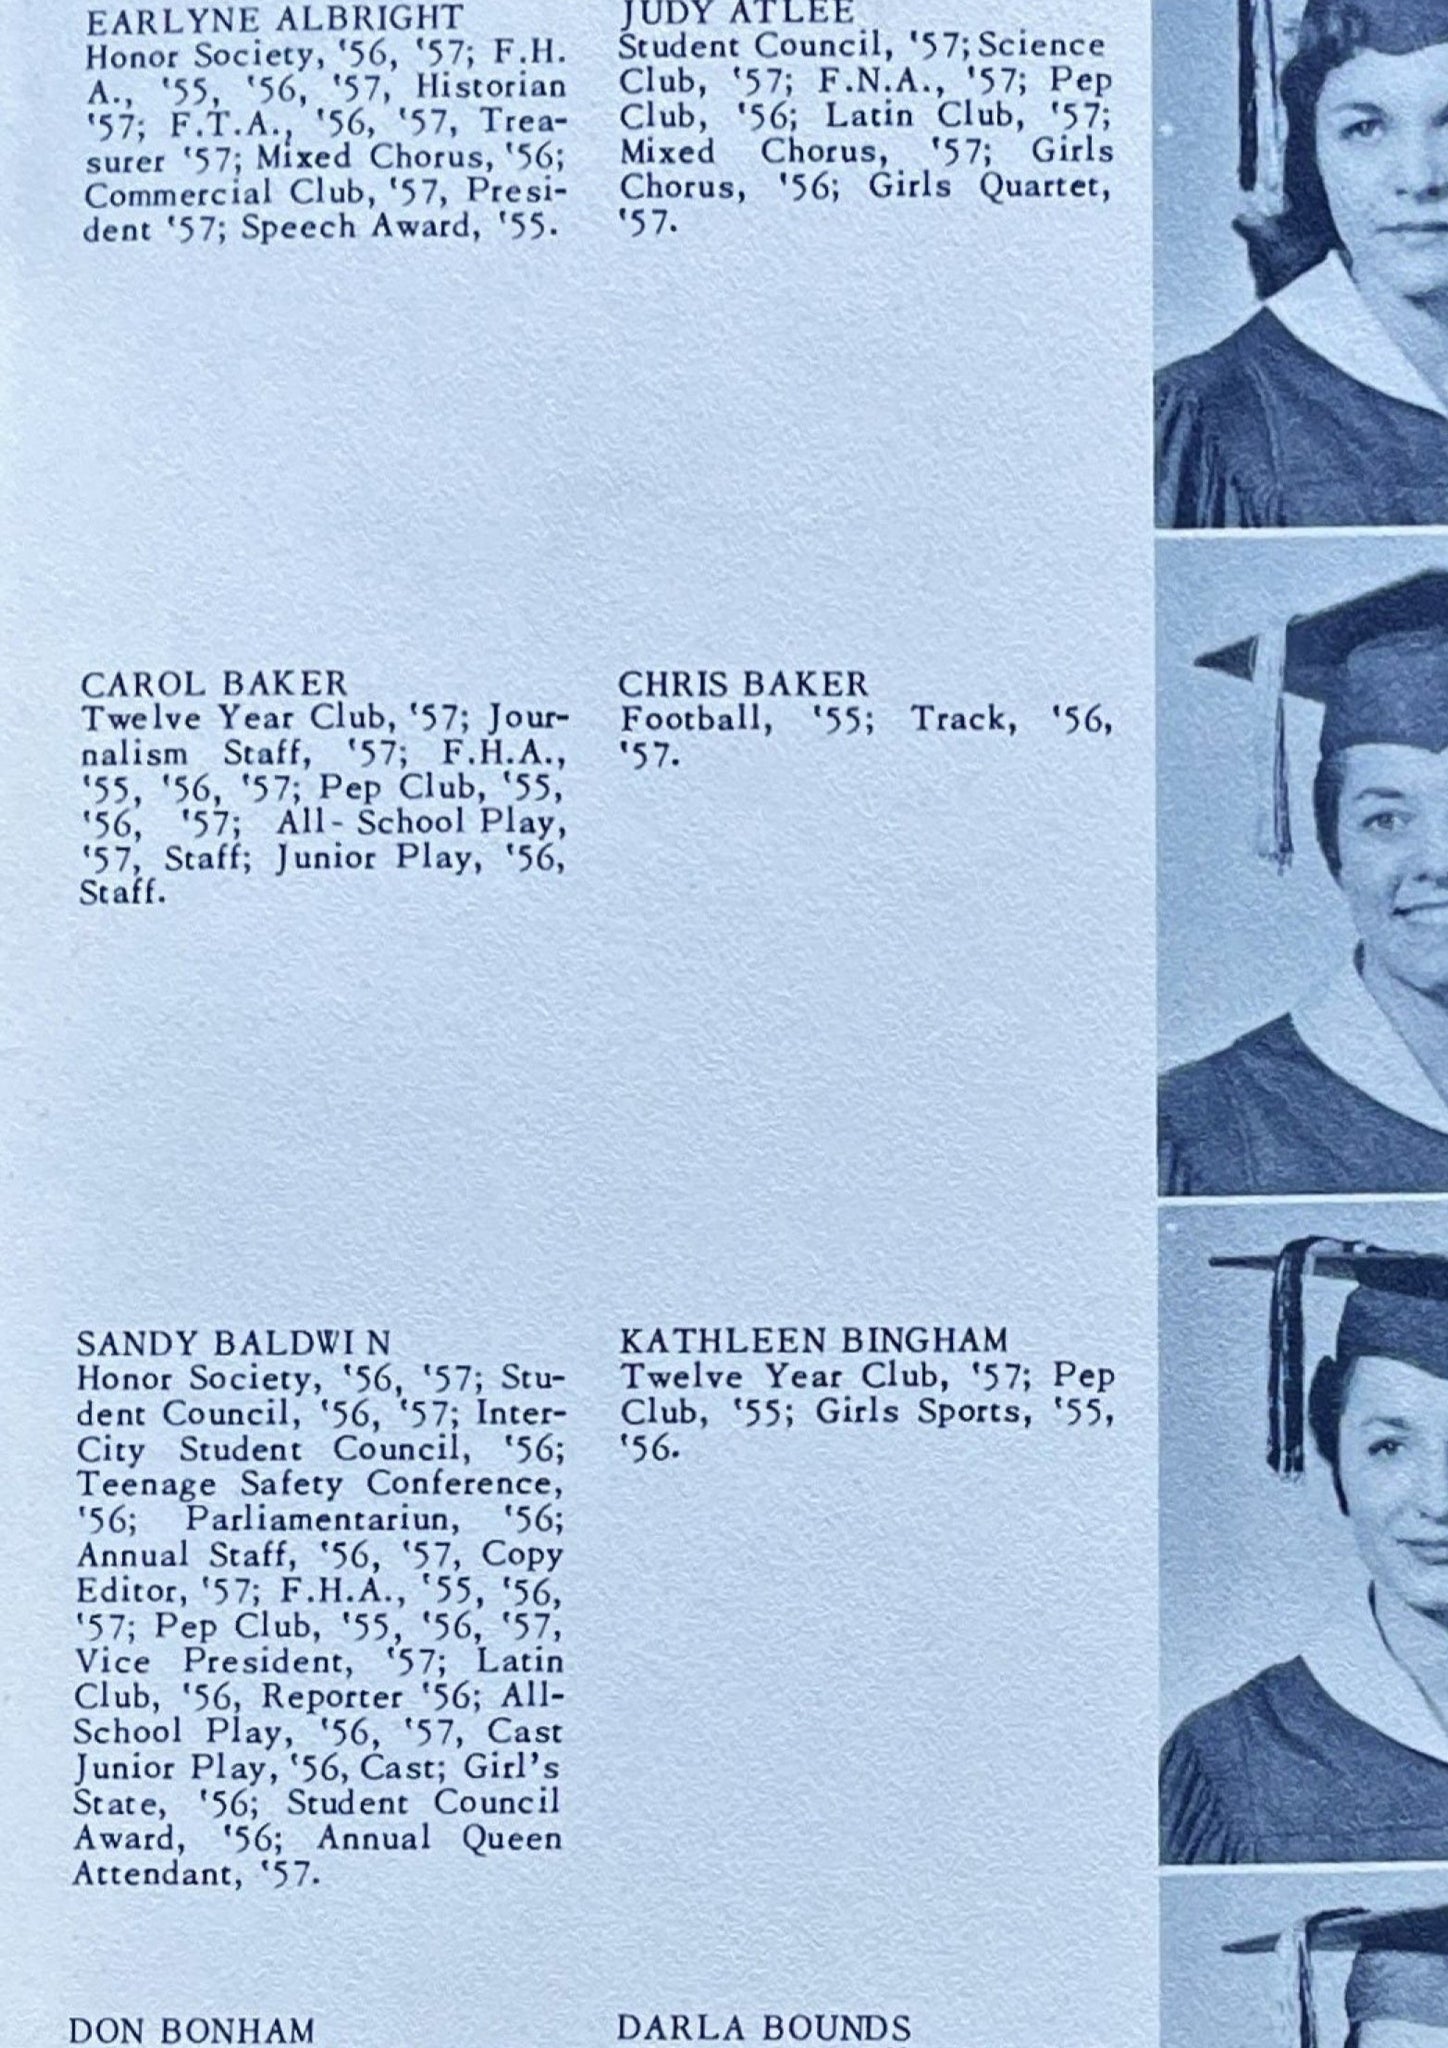 EARLYNE ALBRIGHT
Honor Society, '56, '57; F.H.
A., '55, '56, '57, Historian
'57; F.T.A., '56, '57, Trea-
surer '57; Mixed Chorus, '56;
Commercial Club, '57, Presi-
dent '57; Speech Award, '55.
JUDY ATLEE
Student Council, '57; Science
Club, '57; F.N.A., '57; Pep
Club, '56; Latin Club, '57;
Mixed Chorus, '57; Girls
Chorus, '56; Girls Quartet,
'57.
CAROL BAKER
Twelve Year Club, '57; Jour-
nalism Staff, '57; F.H.A.,
'55, '56, '57; Pep Club, '55,
'56, '57; All-School Play,
'57, Staff; Junior Play, '56,
Staff.
CHRIS BAKER
Football, '55; Track, '56,
'57.
SANDY BALDWIN
Honor Society, '56, '57; Stu-
dent Council, '56, '57; Inter-
City Student Council, '56;
Teenage Safety Conference,
'56; Parliamentariun, '56;
Annual Staff, '56, '57, Copy
Editor, '57; F.H.A., '55, '56,
'57; Pep Club, '55, '56, '57,
Vice President, '57; Latin
Club, '56, Reporter '56; All-
School Play, '56, '57, Cast
Junior Play, '56, Cast; Girl's
State, '56; Student Council
Award, '56; Annual Queen
Attendant, '57.
KATHLEEN BINGHAM
Twelve Year Club, '57; Pep
Club, '55; Girls Sports, '55,
'56.
DON BONHAM
DARLA BOUNDS